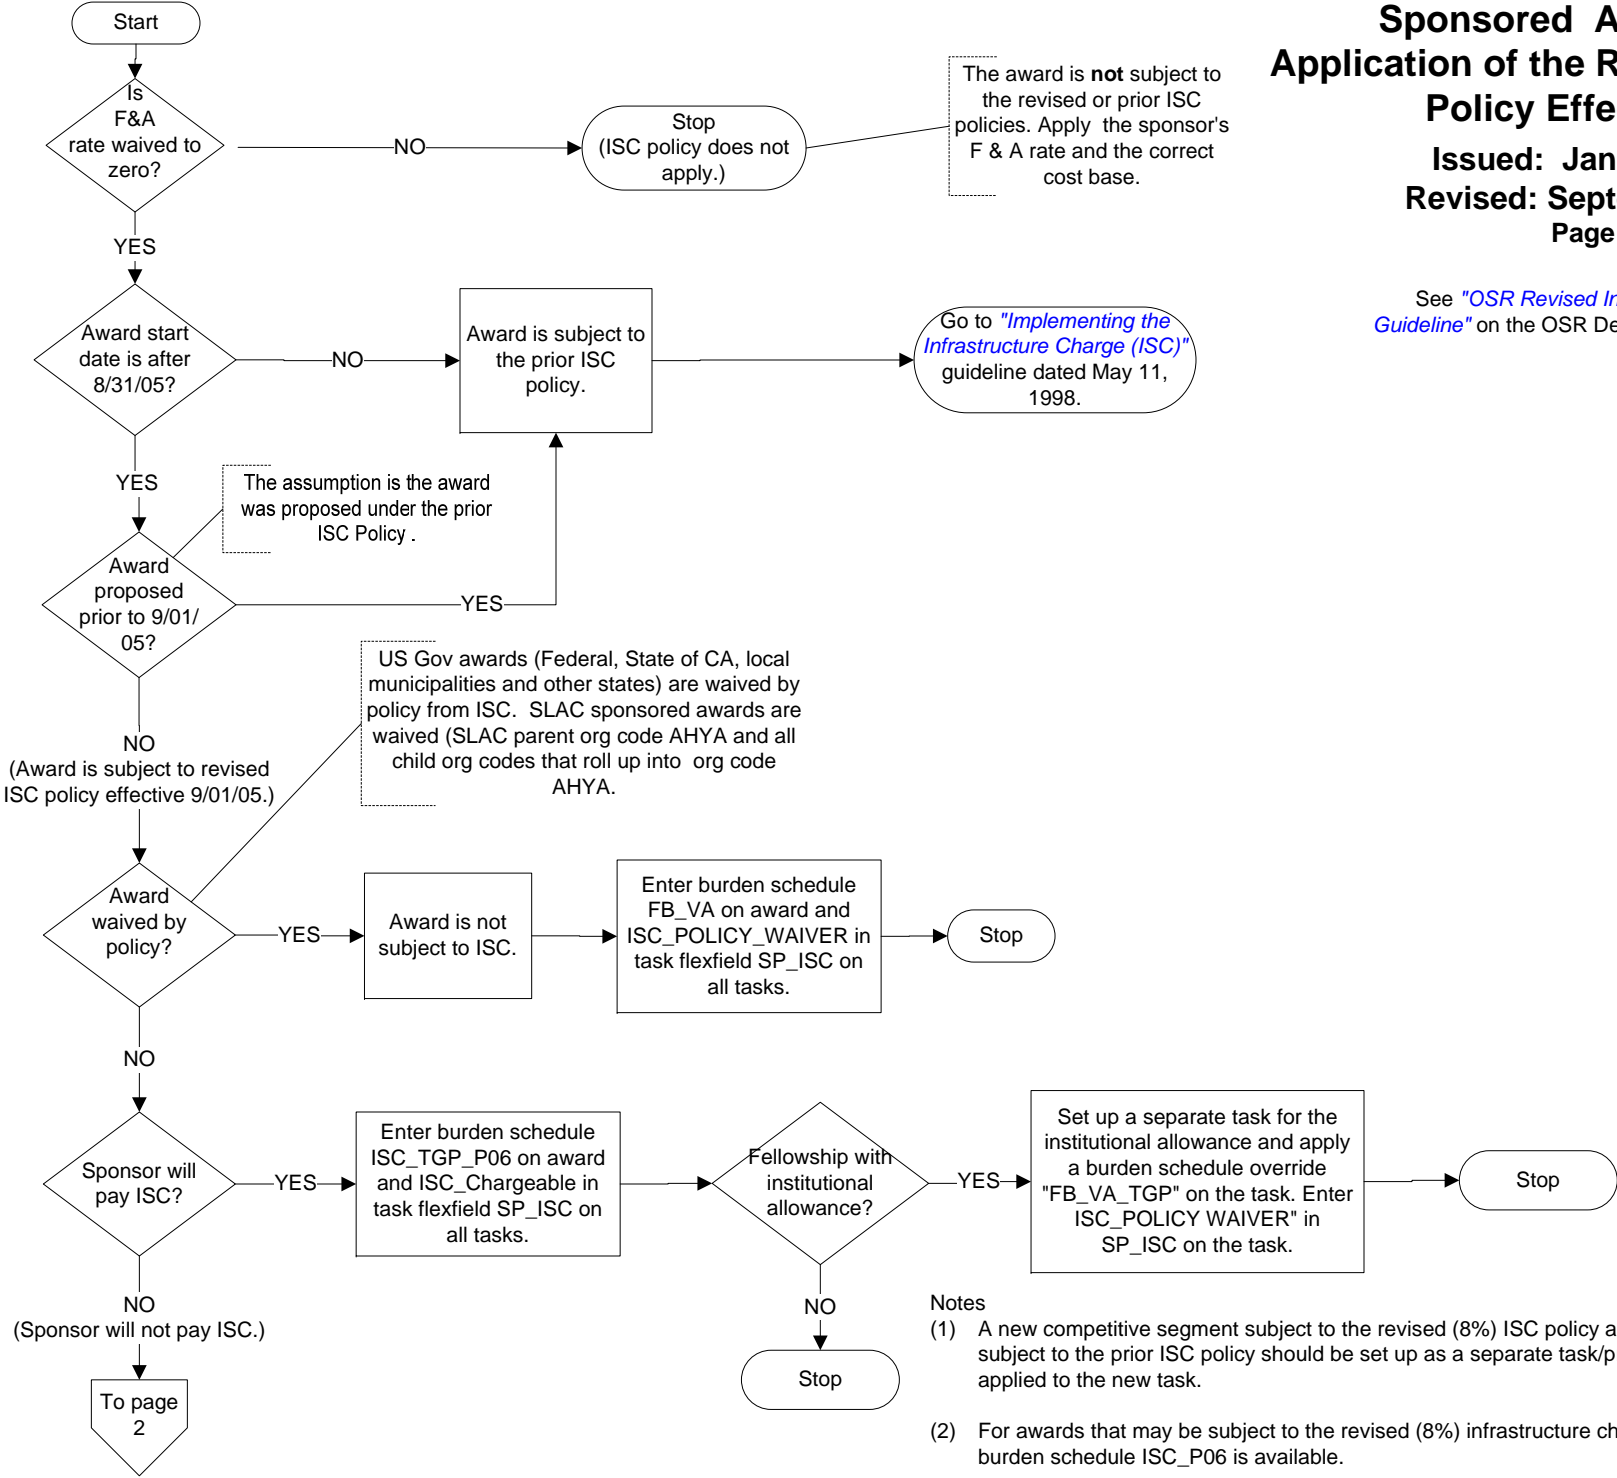 Start
Is
F&A
rate waived to
zero?
NO
Stop
(ISC policy does not
apply.)
The award is not subject to
the revised or prior ISC
policies. Apply the sponsor's
F & A rate and the correct
cost base.
Sponsored A
Application of the R
Policy Effe
Issued: Jan
Revised: Sept
Page
See "OSR Revised In
Guideline" on the OSR De
YES
Award start
date is after
8/31/05?
NO
Award is subject to
the prior ISC
policy.
Go to "Implementing the
Infrastructure Charge (ISC)"
guideline dated May 11,
1998.
YES
The assumption is the award
was proposed under the prior
ISC Policy .
Award
proposed
prior to 9/01/
05?
YES
US Gov awards (Federal, State of CA, local
municipalities and other states) are waived by
policy from ISC. SLAC sponsored awards are
waived (SLAC parent org code AHYA and all
child org codes that roll up into org code
AHYA.
NO
(Award is subject to revised
ISC policy effective 9/01/05.)
Award
waived by
policy?
YES
Award is not
subject to ISC.
Enter burden schedule
FB_VA on award and
ISC_POLICY_WAIVER in
task flexfield SP_ISC on
all tasks.
Stop
NO
Sponsor will
pay ISC?
YES
Enter burden schedule
ISC_TGP_P06 on award
and ISC_Chargeable in
task flexfield SP_ISC on
all tasks.
Fellowship with
institutional
allowance?
YES
Set up a separate task for the
institutional allowance and apply
a burden schedule override
"FB_VA_TGP" on the task. Enter
ISC_POLICY WAIVER" in
SP_ISC on the task.
Stop
NO
(Sponsor will not pay ISC.)
To page
2
NO
Stop
Notes
(1) A new competitive segment subject to the revised (8%) ISC policy a
subject to the prior ISC policy should be set up as a separate task/p
applied to the new task.
(2) For awards that may be subject to the revised (8%) infrastructure ch
burden schedule ISC_P06 is available.